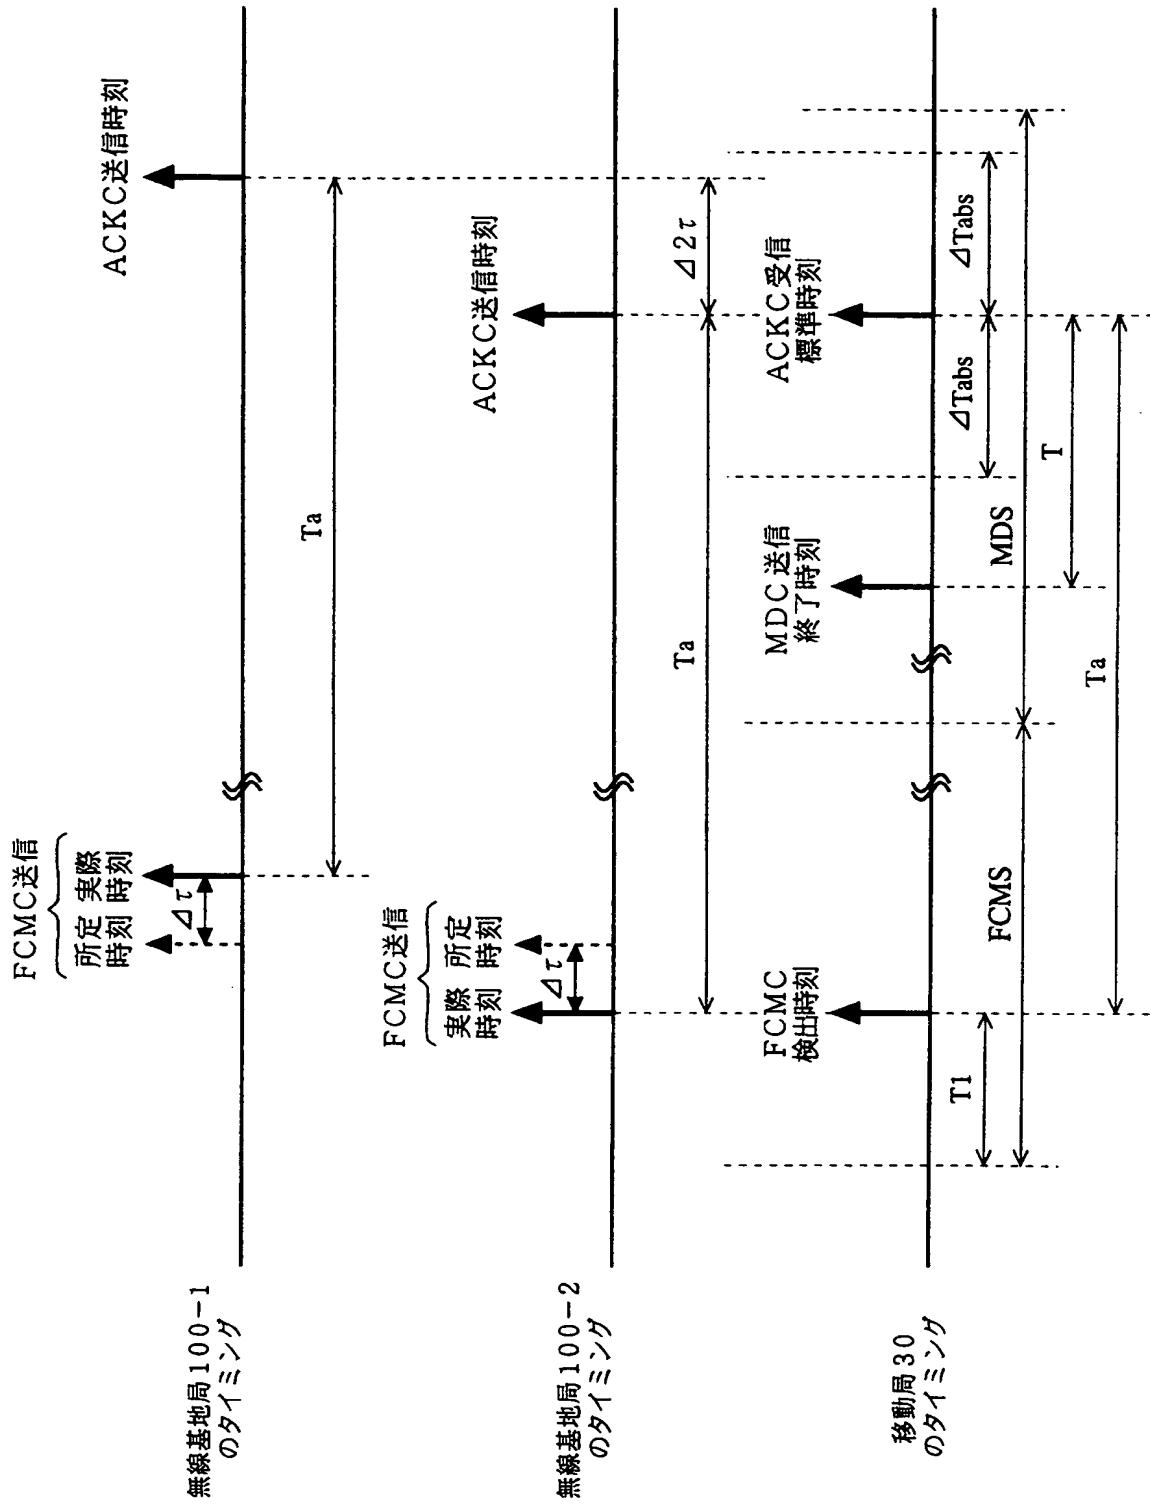 FCMC送信
所定 実際
時刻 時刻
Δτ
ACKC送信時刻
Ta
無線基地局100-1
のタイミング
FCMC送信
実際 所定
時刻 時刻
Δτ
ACKC送信時刻
Ta
Δ2τ
無線基地局100-2
のタイミング
FCMC
検出時刻
MDC送信
終了時刻
ACKC受信
標準時刻
T1
ΔTabs
ΔTabs
FCMS
MDS
T
Ta
移動局30
のタイミング